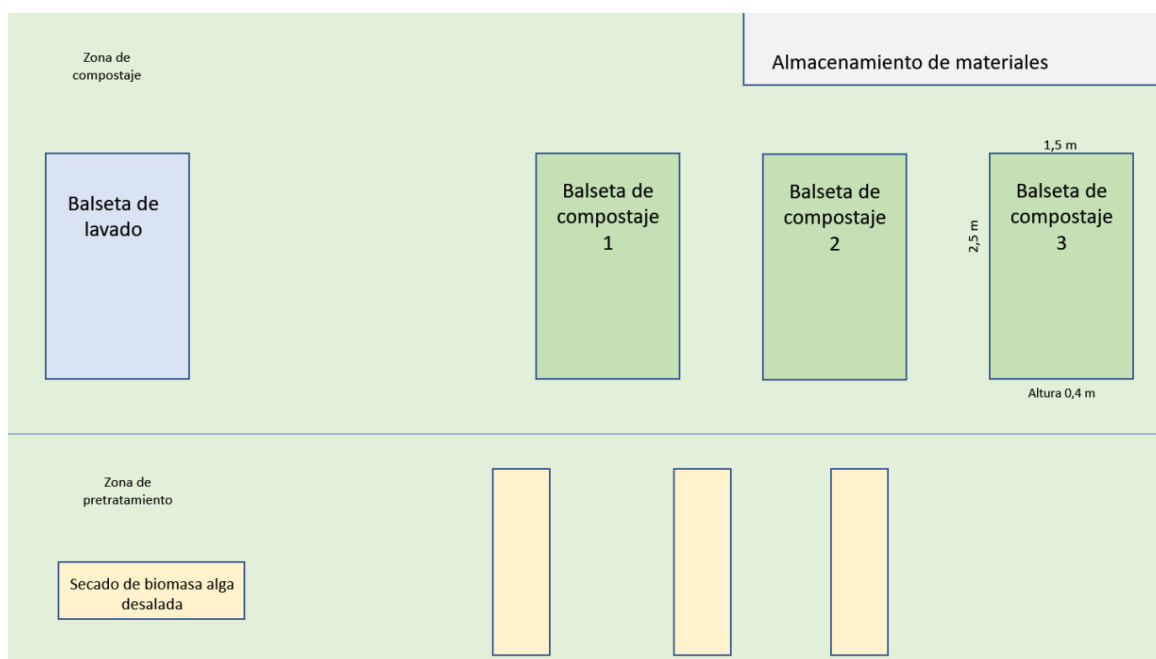 Zona de
compostaje
Almacenamiento de materiales
Balseta de
lavado
Balseta de
compostaje
1
Balseta de
compostaje
2
1,5 m
2,5 m
Balseta de
compostaje
3
Altura 0,4 m
Zona de
pretratamiento
Secado de biomasa alga
desalada